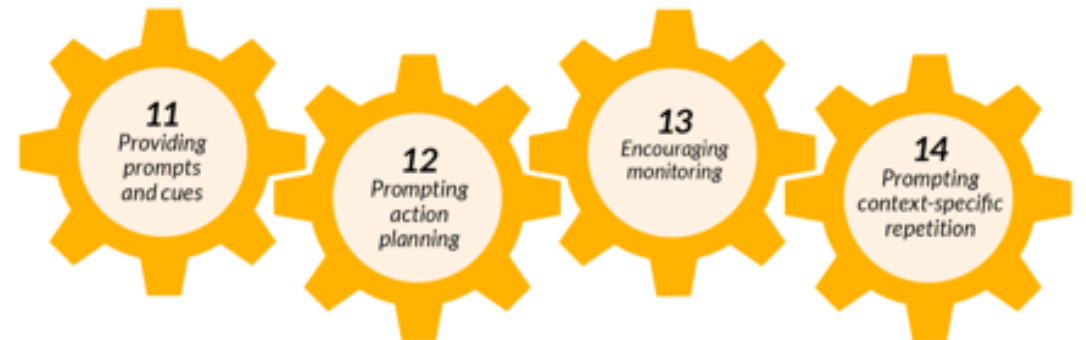 11
Providing
prompts
and cues
12
Prompting
action
planning
13
Encouraging
monitoring
14
Prompting
context-specific
repetition